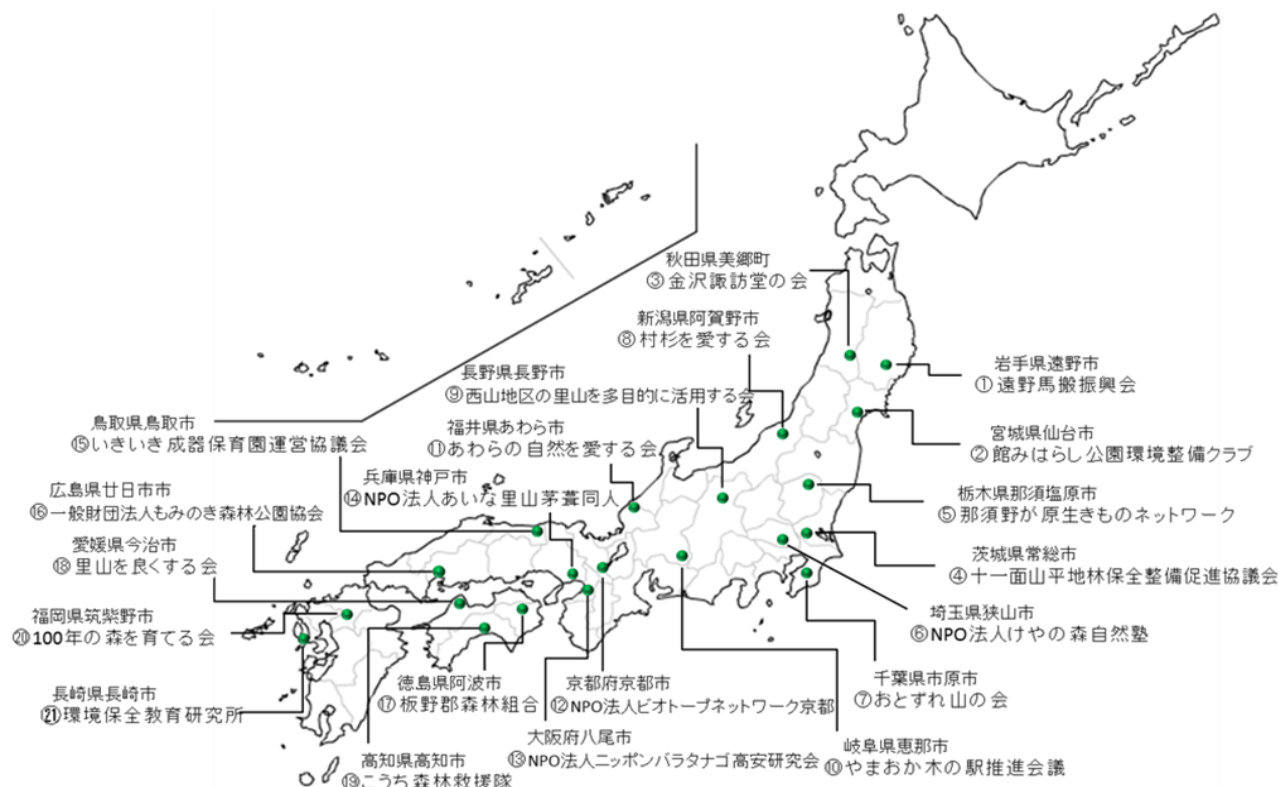 秋田県美郷町
③金沢諏訪堂の会
新潟県阿賀野市
⑧村杉を愛する会
岩手県遠野市
①遠野馬搬振興会
長野県長野市
⑨西山地区の里山を多目的に活用する会
鳥取県鳥取市
⑮いきいき成器保育園運営協議会
福井県あわら市
⑪あわらの自然を愛する会
宮城県仙台市
②館みはらし公園環境整備クラブ
兵庫県神戸市
⑭NPO法人あいな里山茅葺同人
広島県廿日市市
⑯一般財団法人もみのき森林公園協会
栃木県那須塩原市
⑤那須野が原生きものネットワーク
愛媛県今治市
⑱里山を良くする会
茨城県常総市
④十一面山平地林保全整備促進協議会
福岡県筑紫野市
⑳100年の森を育てる会
埼玉県狭山市
⑥NPO法人けやの森自然塾
長崎県長崎市
㉑環境保全教育研究所
徳島県阿波市
⑰板野郡森林組合
京都府京都市
⑫NPO法人ビオトープネットワーク京都
千葉県市原市
⑦おとずれ山の会
大阪府八尾市
⑬NPO法人ニッポンバラタナゴ高安研究会
岐阜県恵那市
⑩やまおか木の駅推進会議
高知県高知市
⑲こうち森林救援隊